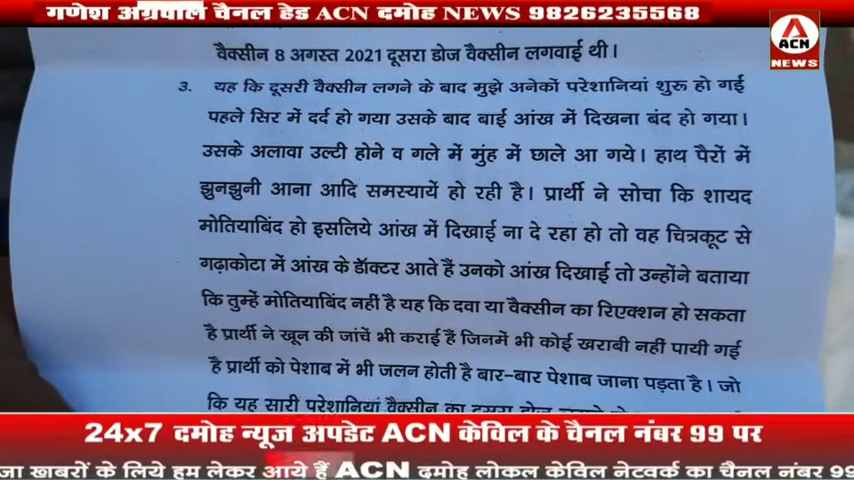 गणेश अग्रवाल चैनल हेड ACN दमोह NEWS 9826235568
ACN
NEWS
वैक्सीन 8 अगस्त 2021 दूसरा डोज वैक्सीन लगवाई थी।
3. यह कि दूसरी वैक्सीन लगने के बाद मुझे अनेकों परेशानियां शुरू हो गईं
पहले सिर में दर्द हो गया उसके बाद बाईं आंख में दिखना बंद हो गया।
उसके अलावा उल्टी होने व गले में मुंह में छाले आ गये। हाथ पैरों में
झुनझुनी आना आदि समस्यायें हो रही है। प्रार्थी ने सोचा कि शायद
मोतियाबिंद हो इसलिये आंख में दिखाई ना दे रहा हो तो वह चित्रकूट से
गढ़ाकोटा में आंख के डॉक्टर आते हैं उनको आंख दिखाई तो उन्होंने बताया
कि तुम्हें मोतियाबिंद नहीं है यह कि दवा या वैक्सीन का रिएक्शन हो सकता
है प्रार्थी ने खून की जांचें भी कराई हैं जिनमें भी कोई खराबी नहीं पायी गई
है प्रार्थी को पेशाब में भी जलन होती है बार-बार पेशाब जाना पड़ता है। जो
कि यह सारी परेशानियां वैक्सीन का दूसरा डोज
24x7 दमोह न्यूज अपडेट ACN केविल के चैनल नंबर 99 पर
जा खाबरों के लिये हम लेकर आये हैं ACN दमोह लोकल केविल नेटवर्क का चैनल नंबर 99